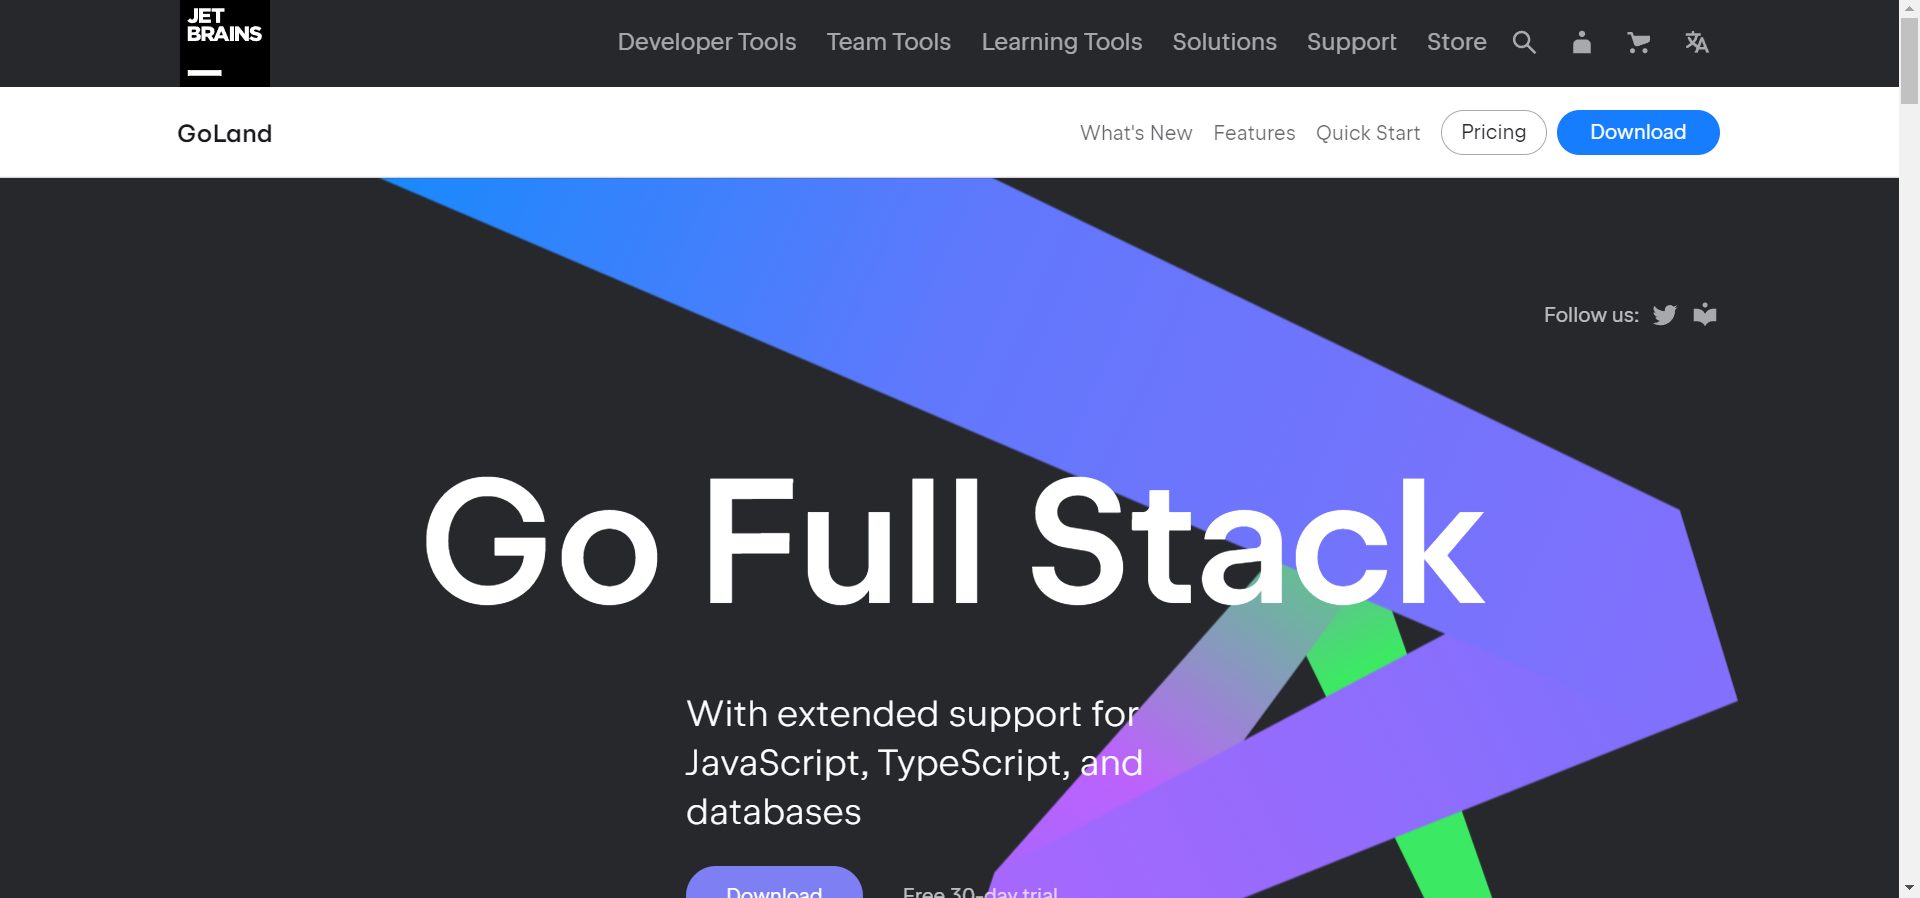 JET
BRAINS
Developer Tools Team Tools Learning Tools Solutions Support Store
GoLand
What's New Features Quick Start Pricing Download
Follow us:
Go Full Stack
With extended support for
JavaScript, TypeScript, and
databases
Download Free 30-day trial